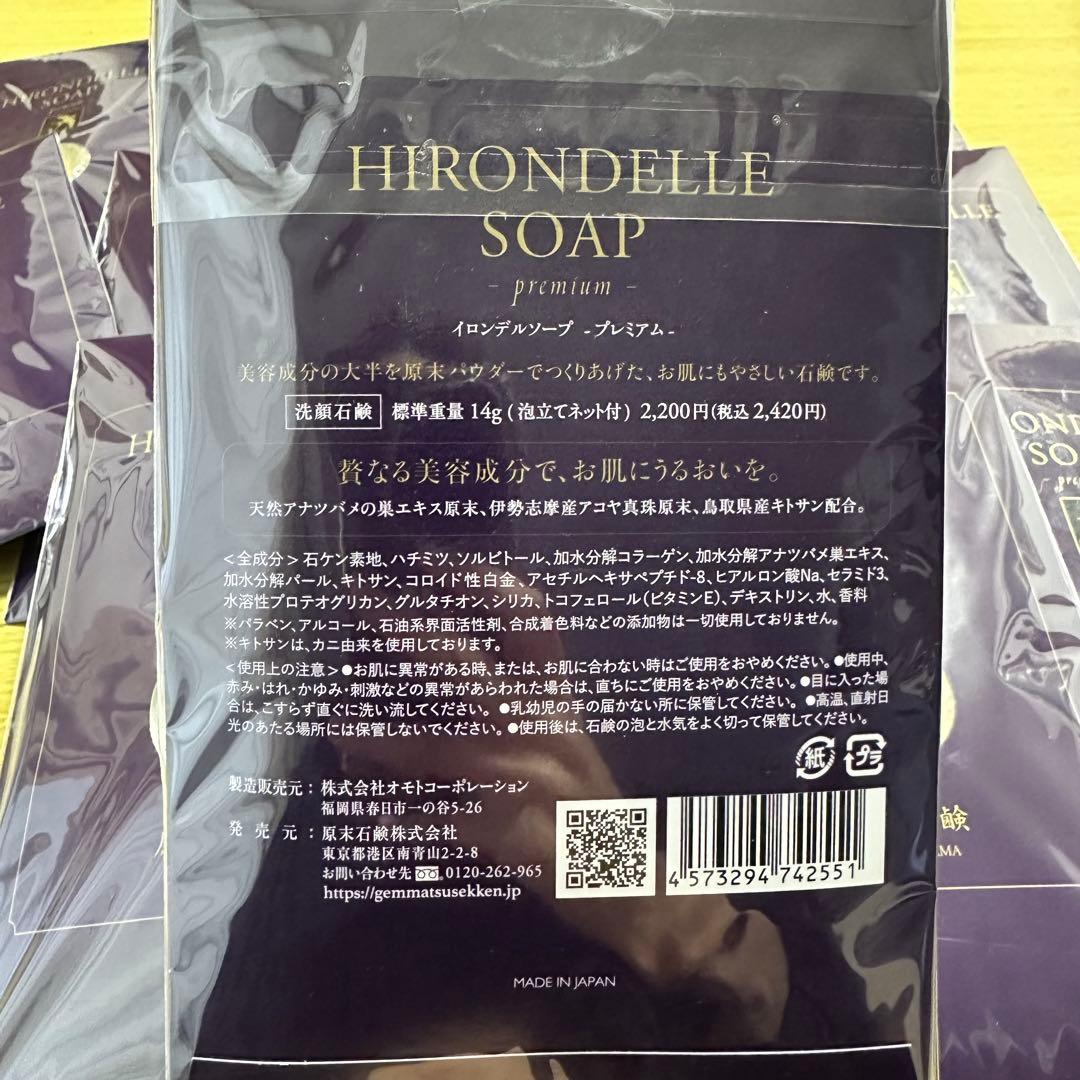 HIRONDELLE
SOAP
- premium -
イロンデルソープ -プレミアム-
美容成分の大半を原末パウダーでつくりあげた、お肌にもやさしい石鹸です。
洗顔石鹸 標準重量 14g (泡立てネット付) 2,200円(税込 2,420円)
贅なる美容成分で、お肌にうるおいを。
天然アナツバメの巣エキス原末、伊勢志摩産アコヤ真珠原末、鳥取県産キトサン配合。
<全成分>石ケン素地、ハチミツ、ソルビトール、加水分解コラーゲン、加水分解アナツバメ巣エキス、
加水分解パール、キトサン、コロイド性白金、アセチルヘキサペプチド-8、ヒアルロン酸Na、セラミド3、
水溶性プロテオグリカン、グルタチオン、シリカ、トコフェロール(ビタミンE)、デキストリン、水、香料
※パラベン、アルコール、石油系界面活性剤、合成着色料などの添加物は一切使用しておりません。
※キトサンは、カニ由来を使用しております。
<使用上の注意>●お肌に異常がある時、または、お肌に合わない時はご使用をおやめください。●使用中、
赤み・はれ・かゆみ・刺激などの異常があらわれた場合は、直ちにご使用をおやめください。●目に入った場
合は、こすらず直ぐに洗い流してください。 ●乳幼児の手の届かない所に保管してください。 ●高温、直射日
光のあたる場所には保管しないでください。●使用後は、石鹸の泡と水気をよく切って保管してください。
紙 プラ
製造販売元:株式会社オモトコーポレーション
福岡県春日市一の谷5-26
発売元:原末石鹸株式会社
東京都港区南青山2-2-8
お問い合わせ先 0120-262-965
https://gemmatsusekken.jp
4 573294 742551
MADE IN JAPAN
HIRONDELLE
SOAP
鹸